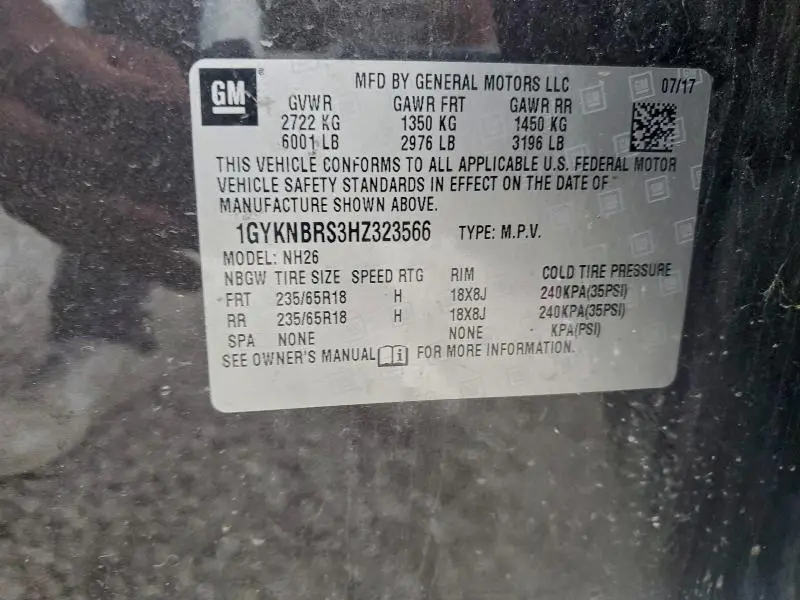 GM
MFD BY GENERAL MOTORS LLC 07/17
GVWR GAWR FRT GAWR RR
2722 KG 1350 KG 1450 KG
6001 LB 2976 LB 3196 LB
THIS VEHICLE CONFORMS TO ALL APPLICABLE U.S. FEDERAL MOTOR
VEHICLE SAFETY STANDARDS IN EFFECT ON THE DATE OF
MANUFACTURE SHOWN ABOVE.
1GYKNBRS3HZ323566 TYPE: M.P.V.
MODEL: NH26
NBGW TIRE SIZE SPEED RTG RIM COLD TIRE PRESSURE
FRT 235/65R18 H 18X8J 240KPA(35PSI)
RR 235/65R18 H 18X8J 240KPA(35PSI)
SPA NONE NONE KPA(PSI)
SEE OWNER'S MANUAL FOR MORE INFORMATION.